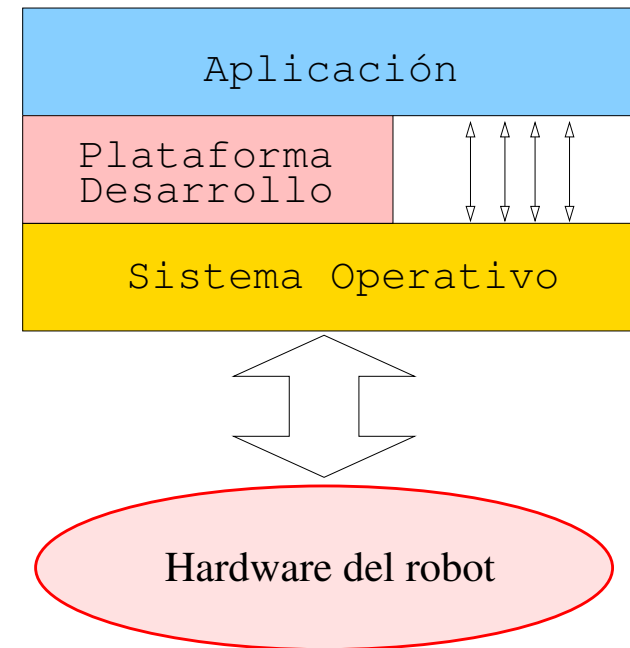 Aplicación
Plataforma
Desarrollo
Sistema Operativo
Hardware del robot